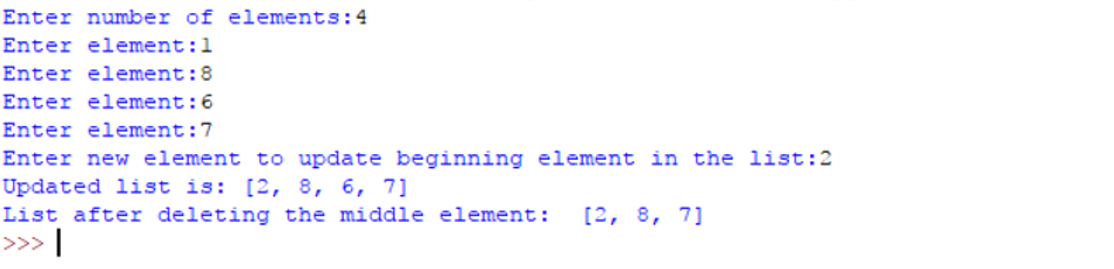 Enter number of elements:4
Enter element:1
Enter element:8
Enter element:6
Enter element:7
Enter new element to update beginning element in the list:2
Updated list is: [2, 8, 6, 7]
List after deleting the middle element:  [2, 8, 7]
>>>